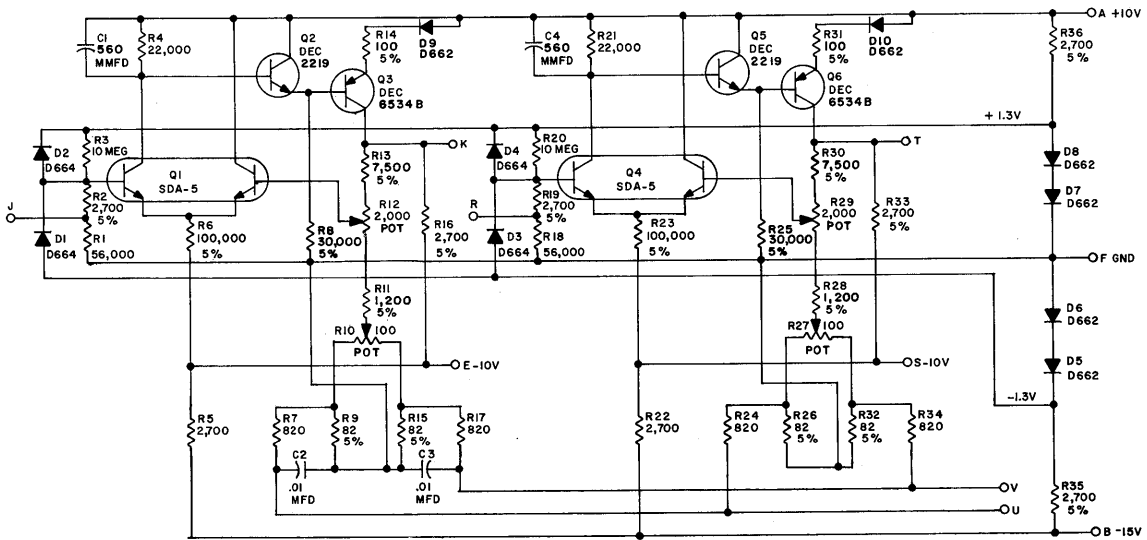 C1
560
MMFD
R4
22,000
Q2
DEC
2219
R14
100
5%
D9
D662
Q3
DEC
6534B
C4
560
MMFD
R21
22,000
Q5
DEC
2219
R31
100
5%
D10
D662
Q6
DEC
6534B
A +10V
R36
2,700
5%
+1.3V
D2
D664
R3
10 MEG
Q1
SDA-5
R2
2,700
5%
J
D1
D664
R1
56,000
R6
100,000
5%
K
R13
7,500
5%
R12
2,000
POT
R8
30,000
5%
R16
2,700
5%
R11
1,200
5%
R10
100
POT
E-10V
D4
D664
R20
10 MEG
Q4
SDA-5
R19
2,700
5%
R
D3
D664
R18
56,000
R23
100,000
5%
T
R30
7,500
5%
R29
2,000
POT
R25
30,000
5%
R33
2,700
5%
R28
1,200
5%
R27
100
POT
S-10V
D8
D662
D7
D662
F GND
D6
D662
D5
D662
-1.3V
R5
2,700
R7
820
R9
82
5%
R15
82
5%
R17
820
C2
.01
MFD
C3
.01
MFD
R22
2,700
R24
820
R26
82
5%
R32
82
5%
R34
820
V
U
R35
2,700
5%
B -15V